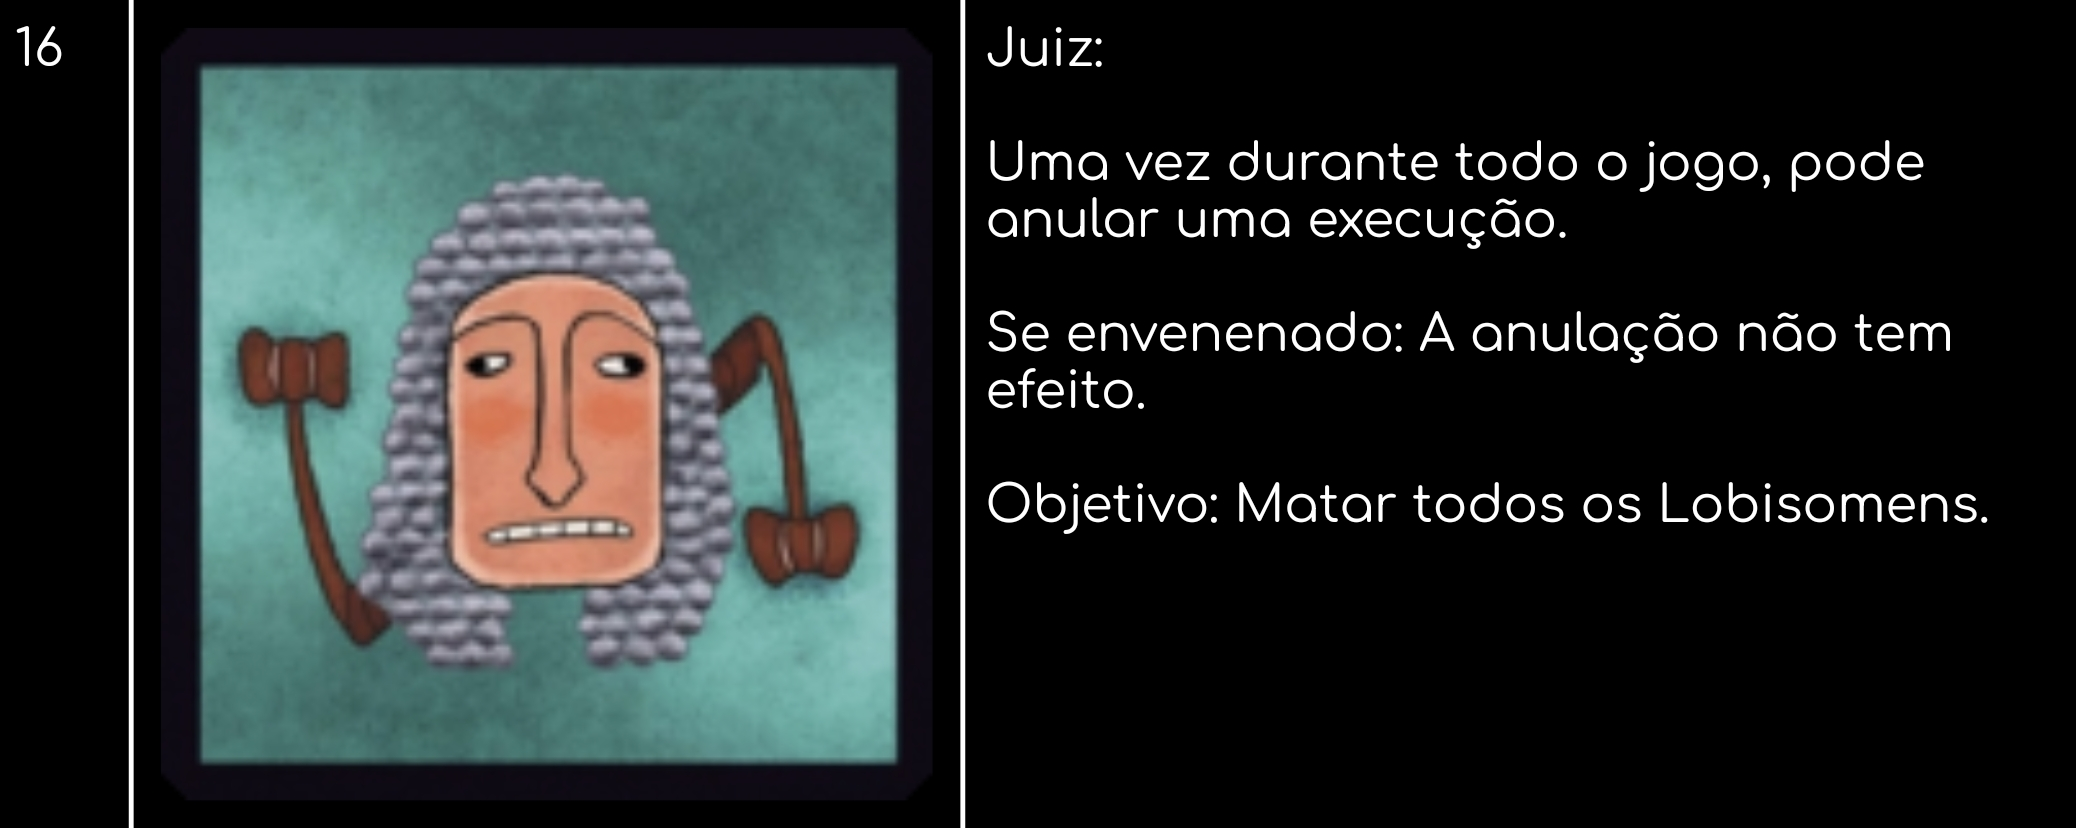 16
Juiz:
Uma vez durante todo o jogo, pode
anular uma execução.
Se envenenado: A anulação não tem
efeito.
Objetivo: Matar todos os Lobisomens.